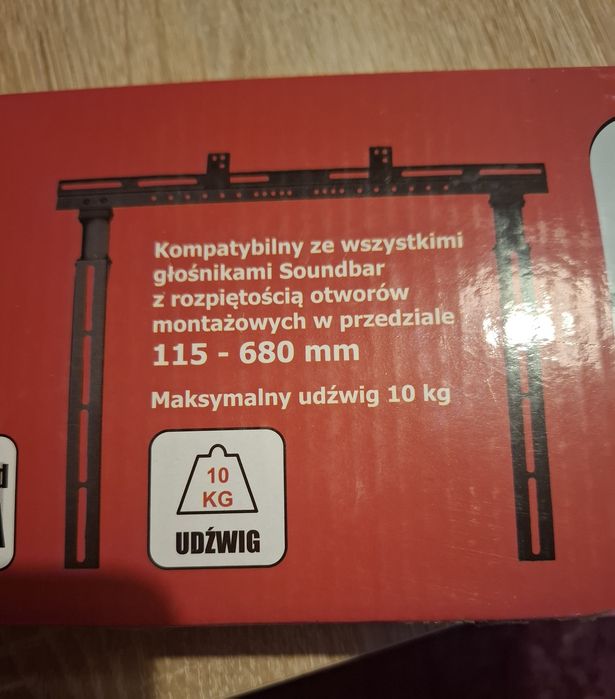 Kompatybilny ze wszystkimi
głośnikami Soundbar
z rozpiętością otworów
montażowych w przedziale
115 - 680 mm
Maksymalny udźwig 10 kg
10
KG
UDŹWIG